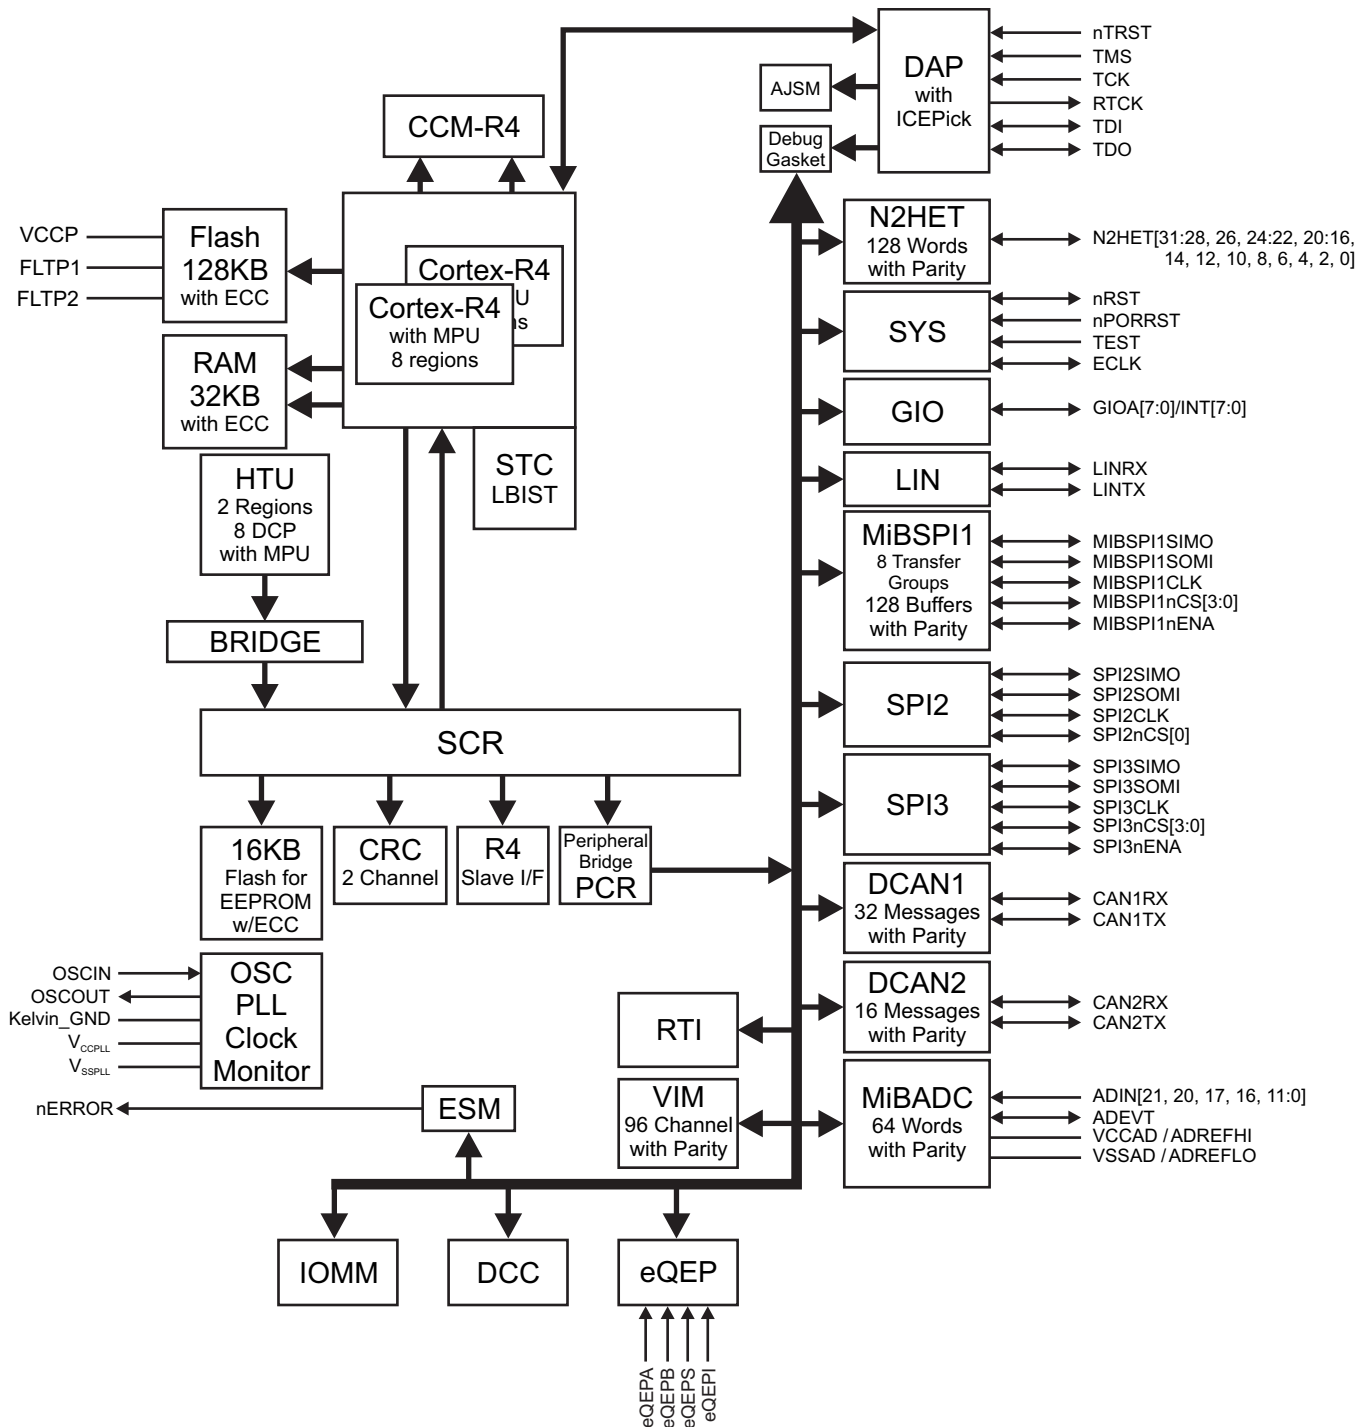 nTRST
TMS
TCK
RTCK
TDI
TDO
DAP
with
ICEPick
AJSM
Debug
Gasket
CCM-R4
VCCP
FLTP1
FLTP2
Flash
128KB
with ECC
Cortex-R4
U
ns
Cortex-R4
with MPU
8 regions
RAM
32KB
with ECC
HTU
2 Regions
8 DCP
with MPU
STC
LBIST
BRIDGE
SCR
16KB
Flash for
EEPROM
w/ECC
CRC
2 Channel
R4
Slave I/F
Peripheral
Bridge
PCR
OSCIN
OSCOUT
Kelvin_GND
VCCPLL
VSSPLL
OSC
PLL
Clock
Monitor
nERROR
ESM
RTI
VIM
96 Channel
with Parity
IOMM
DCC
eQEP
eQEPA
eQEPB
eQEPS
eQEPI
N2HET
128 Words
with Parity
N2HET[31:28, 26, 24:22, 20:16,
14, 12, 10, 8, 6, 4, 2, 0]
SYS
nRST
nPORRST
TEST
ECLK
GIO
GIOA[7:0]/INT[7:0]
LIN
LINRX
LINTX
MiBSPI1
8 Transfer
Groups
128 Buffers
with Parity
MIBSPI1SIMO
MIBSPI1SOMI
MIBSPI1CLK
MIBSPI1nCS[3:0]
MIBSPI1nENA
SPI2
SPI2SIMO
SPI2SOMI
SPI2CLK
SPI2nCS[0]
SPI3
SPI3SIMO
SPI3SOMI
SPI3CLK
SPI3nCS[3:0]
SPI3nENA
DCAN1
32 Messages
with Parity
CAN1RX
CAN1TX
DCAN2
16 Messages
with Parity
CAN2RX
CAN2TX
MiBADC
64 Words
with Parity
ADIN[21, 20, 17, 16, 11:0]
ADEVT
VCCAD / ADREFHI
VSSAD / ADREFLO